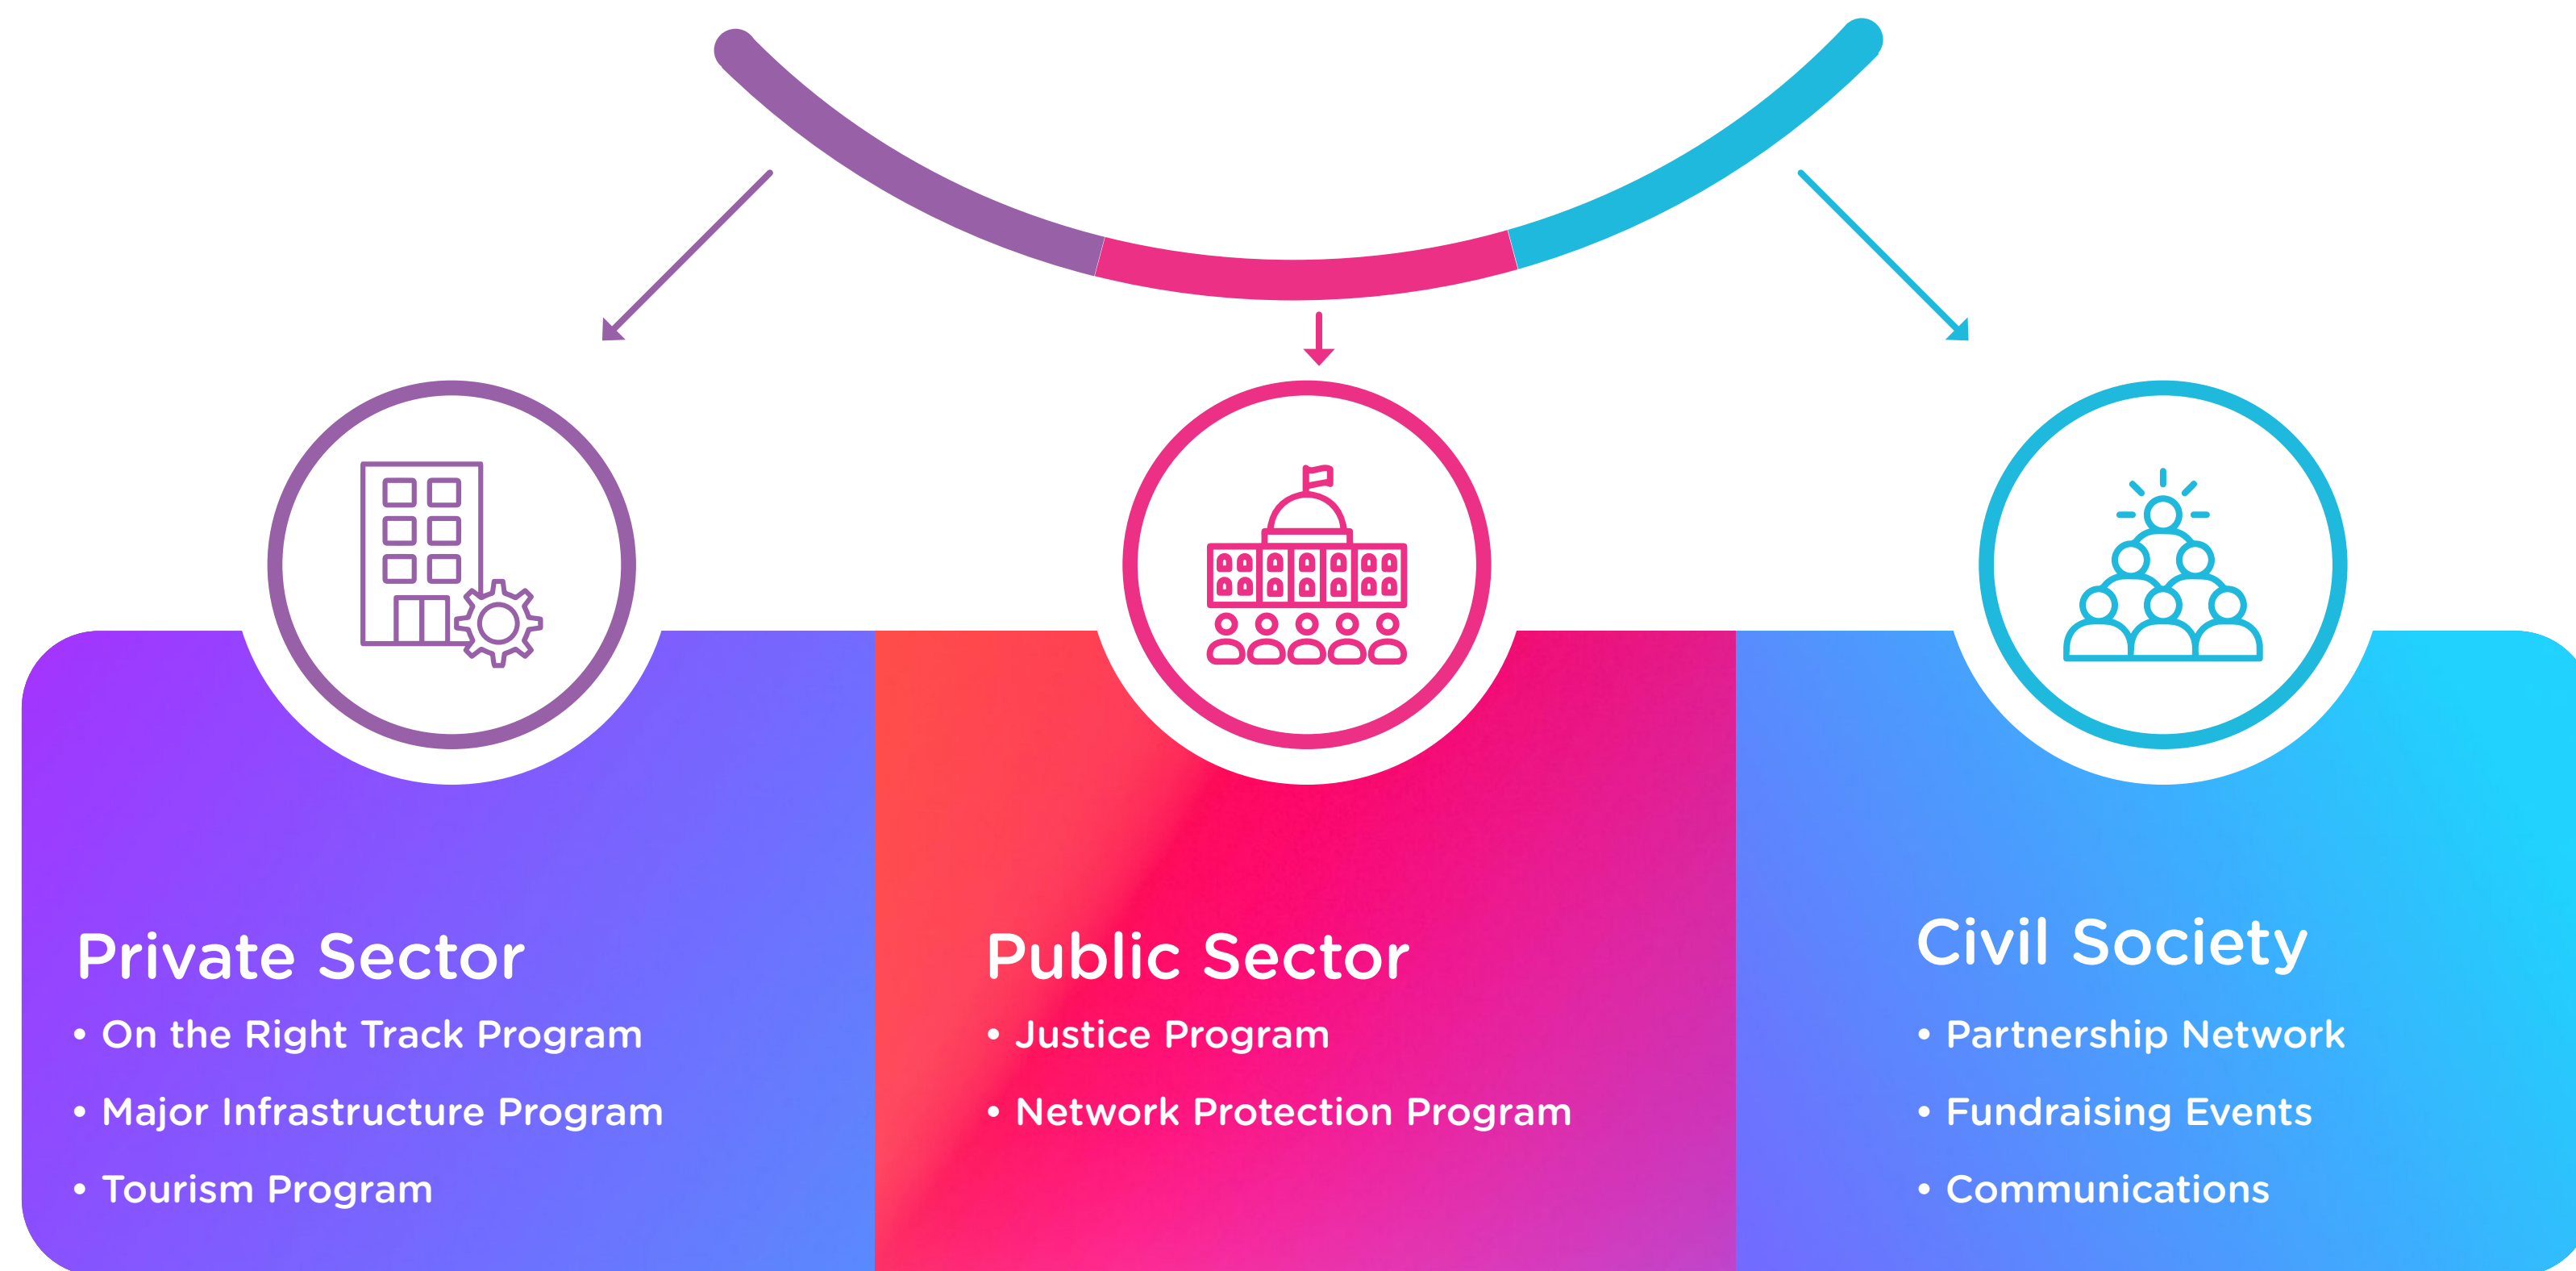 Private Sector
• On the Right Track Program
• Major Infrastructure Program
• Tourism Program
Public Sector
• Justice Program
• Network Protection Program
Civil Society
• Partnership Network
• Fundraising Events
• Communications